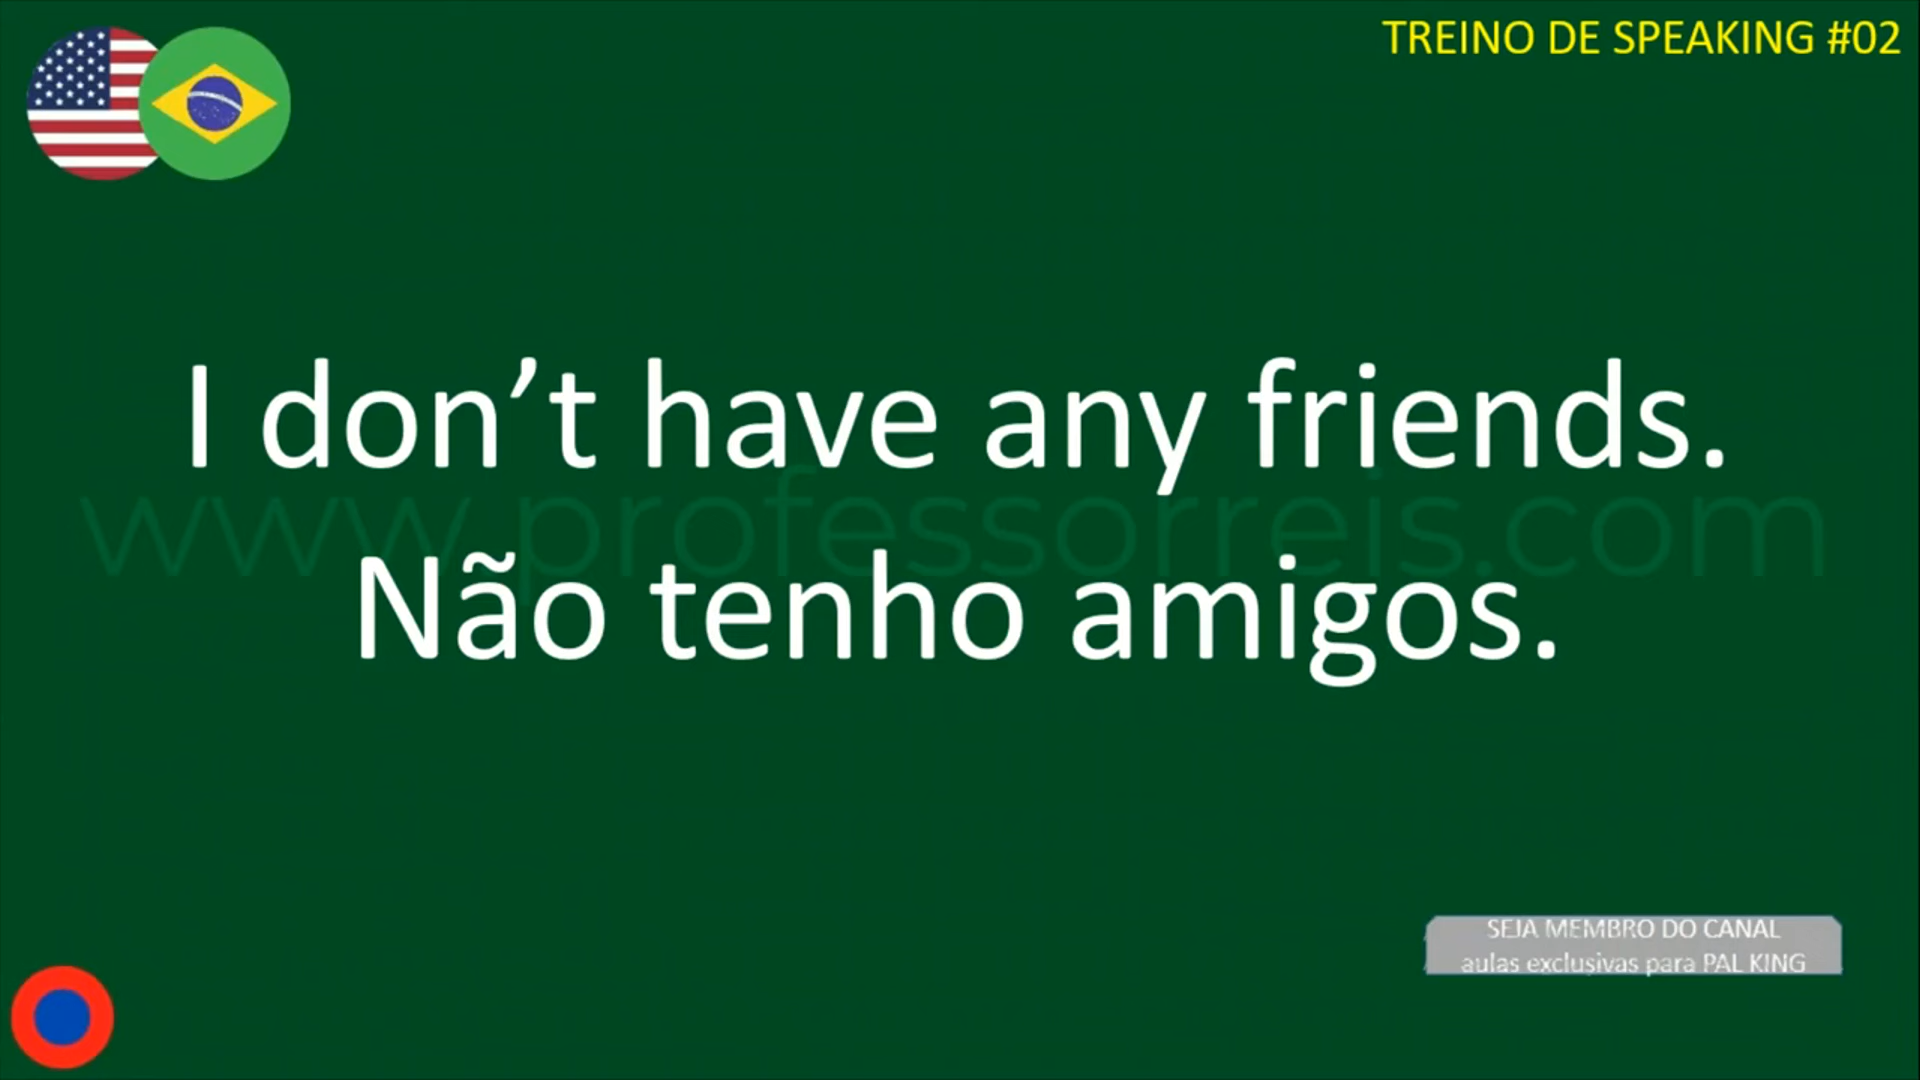 TREINO DE SPEAKING #02
I don’t have any friends.
www.professorreis.com
Não tenho amigos.
SEJA MEMBRO DO CANAL
aulas exclusivas para PAL KING